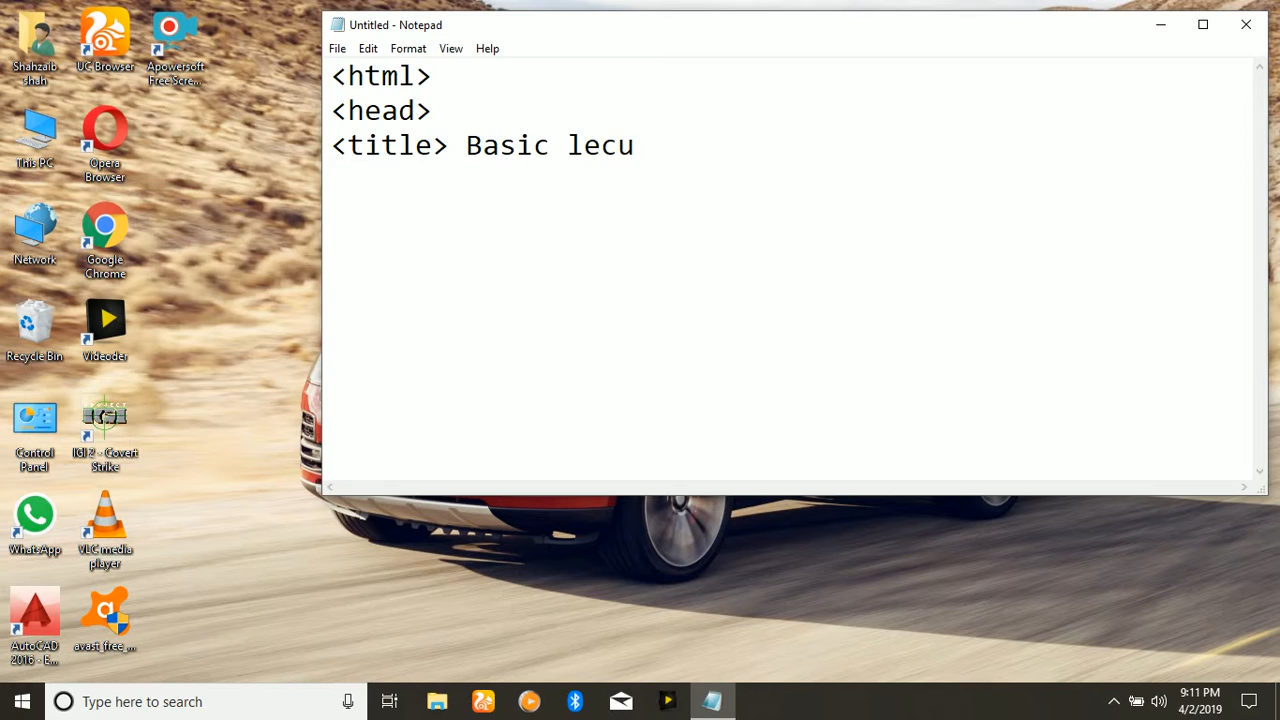 Shahzaib
shah
UC Browser
Apowersoft
Free Scre...
This PC
Opera
Browser
Network
Google
Chrome
Recycle Bin
Videoder
Control
Panel
IGI 2 - Covert
Strike
WhatsApp
VLC media
player
AutoCAD
2016 - E...
avast_free_...
Untitled - Notepad
File Edit Format View Help
<html>
<head>
<title> Basic lecu
Type here to search
9:11 PM
4/2/2019